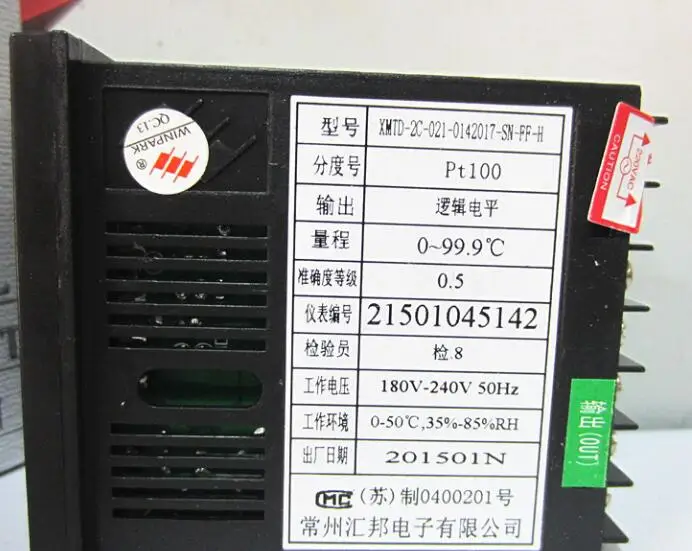 WINPARK
QC.13
®
型号 XMTD-2C-021-0142017-SN-FF-H
分度号 Pt100
输出 逻辑电平
量程 0~99.9℃
准确度等级 0.5
仪表编号 21501045142
检验员 检.8
工作电压 180V-240V 50Hz
工作环境 0-50℃,35%-85%RH
出厂日期 201501N
CMC (苏)制0400201号
常州汇邦电子有限公司
CAUTION
220VAC
输出(OUT)